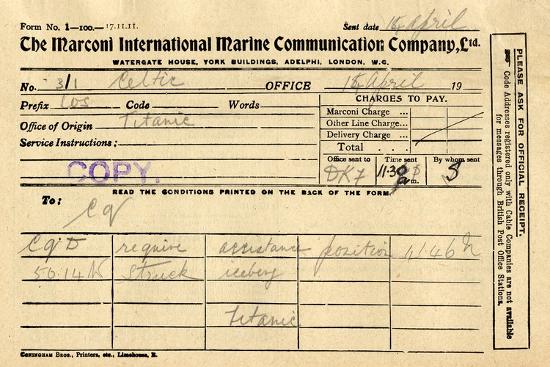 Form No. 1—100.—17.11.11. Sent date 15 April
The Marconi International Marine Communication Company, Ltd.
WATERGATE HOUSE, YORK BUILDINGS, ADELPHI, LONDON, W.C.
No. 3/1 Celtic OFFICE 15 April 19
Prefix Code Words
CHARGES TO PAY.
Marconi Charge ...
Other Line Charge...
Delivery Charge ...
Total
Office of Origin Titanic
Service Instructions:
COPY.
Office sent to Time sent By whom sent
DKF 11.30 m. S
READ THE CONDITIONS PRINTED ON THE BACK OF THE FORM.
To: CQ
CQD require assistance position 41.46 N
50.14 W Struck iceberg
Titanic
CONINGHAM BROS., Printers, etc., Limehouse, E.
PLEASE ASK FOR OFFICIAL RECEIPT.
Code Addresses registered only with Cable Companies are not available
for messages through British Post Office Stations.